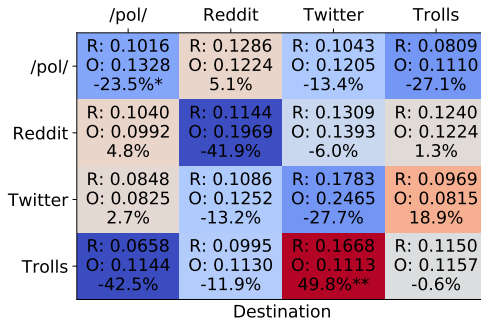 /pol/ Reddit Twitter Trolls
/pol/
R: 0.1016 R: 0.1286 R: 0.1043 R: 0.0809
O: 0.1328 O: 0.1224 O: 0.1205 O: 0.1110
-23.5%* 5.1% -13.4% -27.1%
Reddit
R: 0.1040 R: 0.1144 R: 0.1309 R: 0.1240
O: 0.0992 O: 0.1969 O: 0.1393 O: 0.1224
4.8% -41.9% -6.0% 1.3%
Twitter
R: 0.0848 R: 0.1086 R: 0.1783 R: 0.0969
O: 0.0825 O: 0.1252 O: 0.2465 O: 0.0815
2.7% -13.2% -27.7% 18.9%
Trolls
R: 0.0658 R: 0.0995 R: 0.1668 R: 0.1150
O: 0.1144 O: 0.1130 O: 0.1113 O: 0.1157
-42.5% -11.9% 49.8%** -0.6%
Destination